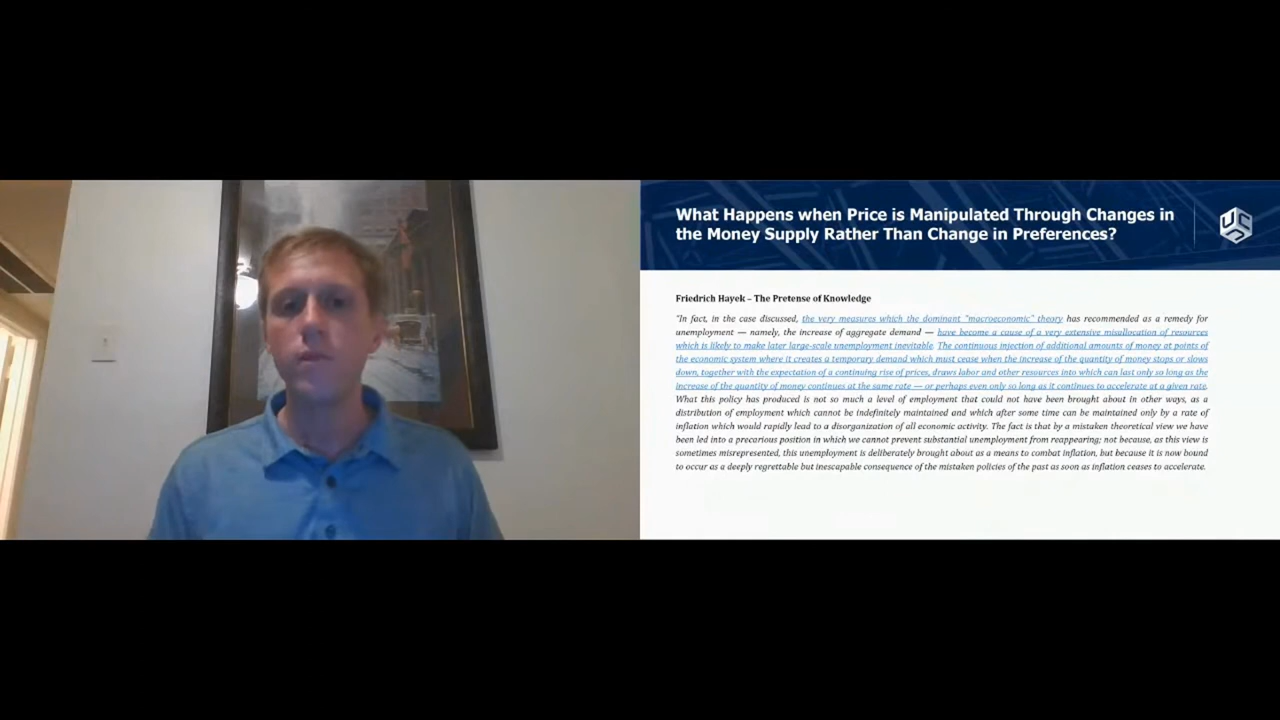 What Happens when Price is Manipulated Through Changes in
the Money Supply Rather Than Change in Preferences?
Friedrich Hayek – The Pretense of Knowledge
"In fact, in the case discussed, the very measures which the dominant "macroeconomic" theory has recommended as a remedy for
unemployment — namely, the increase of aggregate demand — have become a cause of a very extensive misallocation of resources
which is likely to make later large-scale unemployment inevitable. The continuous injection of additional amounts of money at points of
the economic system where it creates a temporary demand which must cease when the increase of the quantity of money stops or slows
down, together with the expectation of a continuing rise of prices, draws labor and other resources into which can last only so long as the
increase of the quantity of money continues at the same rate — or perhaps even only so long as it continues to accelerate at a given rate.
What this policy has produced is not so much a level of employment that could not have been brought about in other ways, as a
distribution of employment which cannot be indefinitely maintained and which after some time can be maintained only by a rate of
inflation which would rapidly lead to a disorganization of all economic activity. The fact is that by a mistaken theoretical view we have
been led into a precarious position in which we cannot prevent substantial unemployment from reappearing; not because, as this view is
sometimes misrepresented, this unemployment is deliberately brought about as a means to combat inflation, but because it is now bound
to occur as a deeply regrettable but inescapable consequence of the mistaken policies of the past as soon as inflation ceases to accelerate.